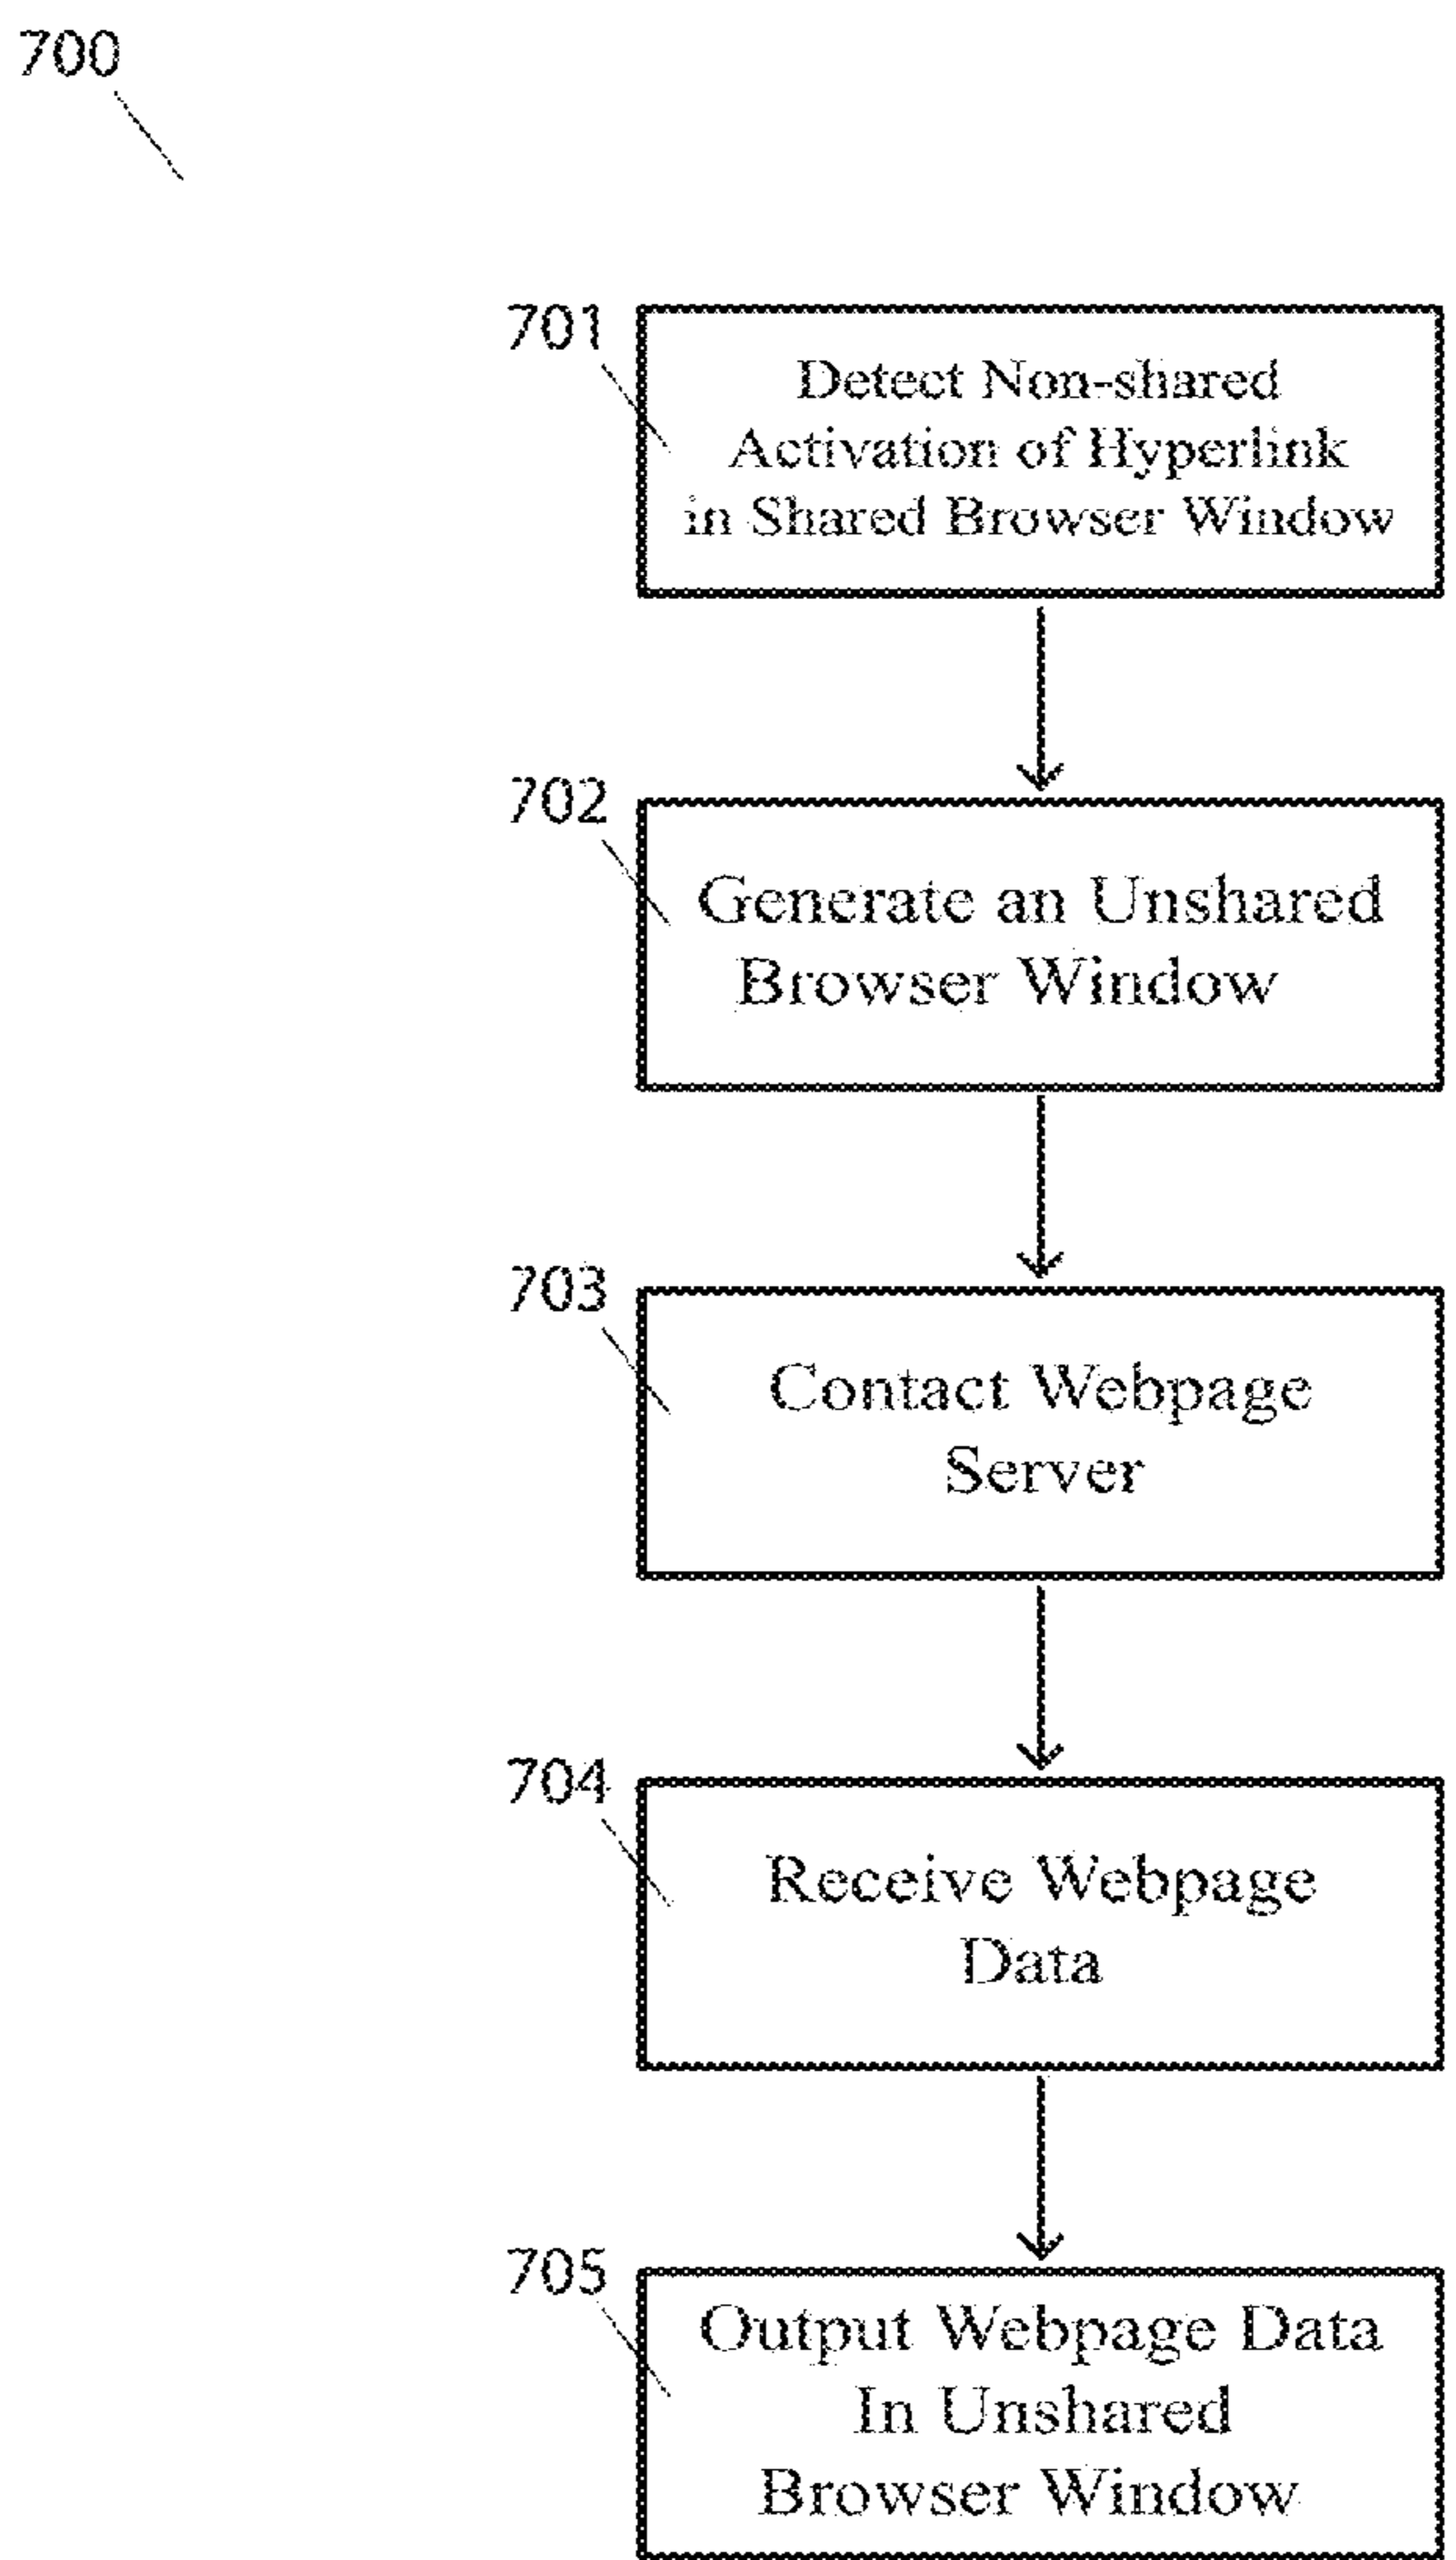 700
701
Detect Non-shared
Activation of Hyperlink
in Shared Browser Window
702
Generate an Unshared
Browser Window
703
Contact Webpage
Server
704
Receive Webpage
Data
705
Output Webpage Data
In Unshared
Browser Window